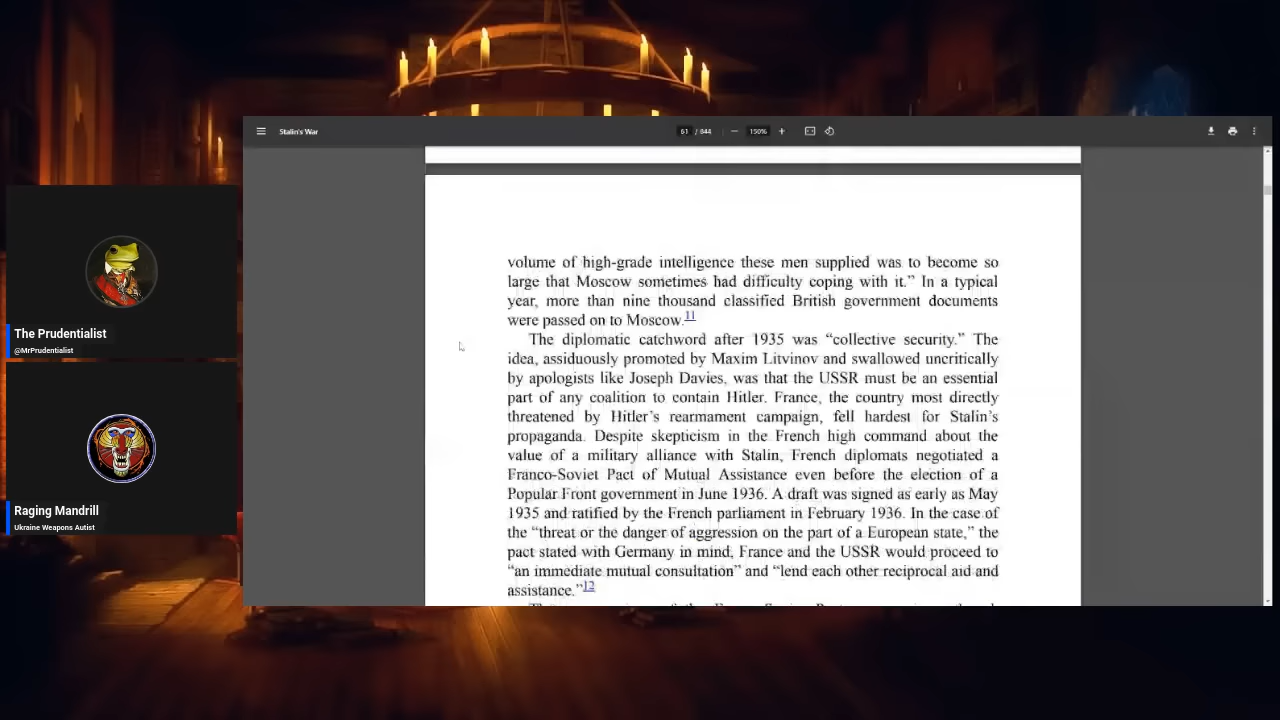 Stalin's War
61 / 844
150%
volume of high-grade intelligence these men supplied was to become so
large that Moscow sometimes had difficulty coping with it.” In a typical
year, more than nine thousand classified British government documents
were passed on to Moscow.11
The diplomatic catchword after 1935 was “collective security.” The
idea, assiduously promoted by Maxim Litvinov and swallowed uncritically
by apologists like Joseph Davies, was that the USSR must be an essential
part of any coalition to contain Hitler. France, the country most directly
threatened by Hitler’s rearmament campaign, fell hardest for Stalin’s
propaganda. Despite skepticism in the French high command about the
value of a military alliance with Stalin, French diplomats negotiated a
Franco-Soviet Pact of Mutual Assistance even before the election of a
Popular Front government in June 1936. A draft was signed as early as May
1935 and ratified by the French parliament in February 1936. In the case of
the “threat or the danger of aggression on the part of a European state,” the
pact stated with Germany in mind, France and the USSR would proceed to
“an immediate mutual consultation” and “lend each other reciprocal aid and
assistance.”12
The Prudentialist
@MrPrudentialist
Raging Mandrill
Ukraine Weapons Autist